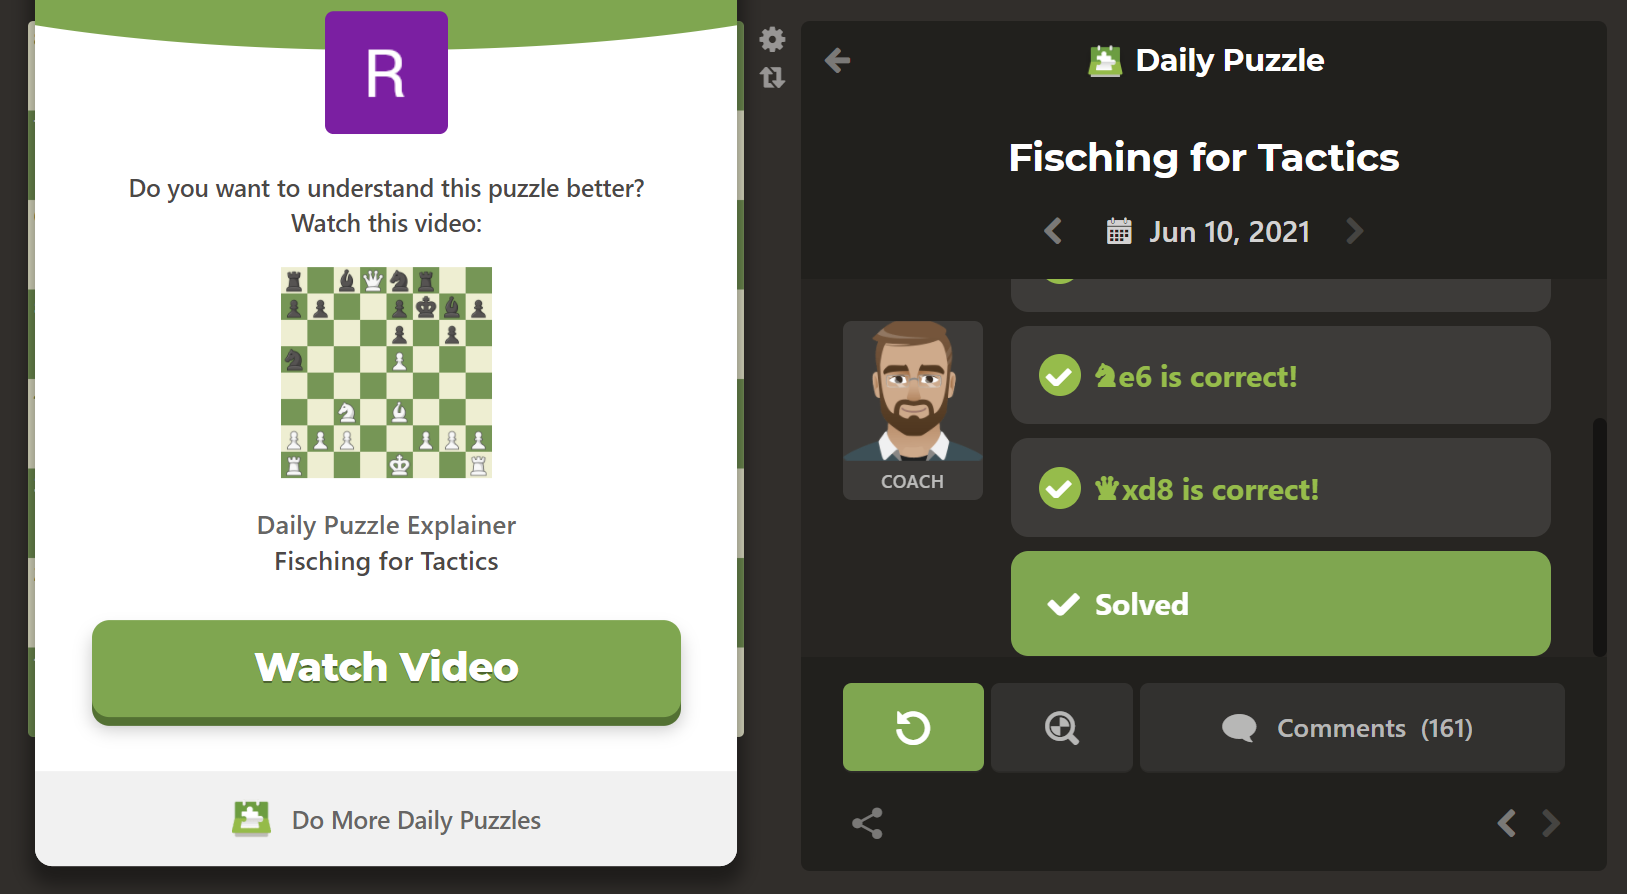 R
Do you want to understand this puzzle better?
Watch this video:
Daily Puzzle Explainer
Fisching for Tactics
Watch Video
Do More Daily Puzzles
Daily Puzzle
Fisching for Tactics
Jun 10, 2021
COACH
♞e6 is correct!
♛xd8 is correct!
Solved
Comments (161)